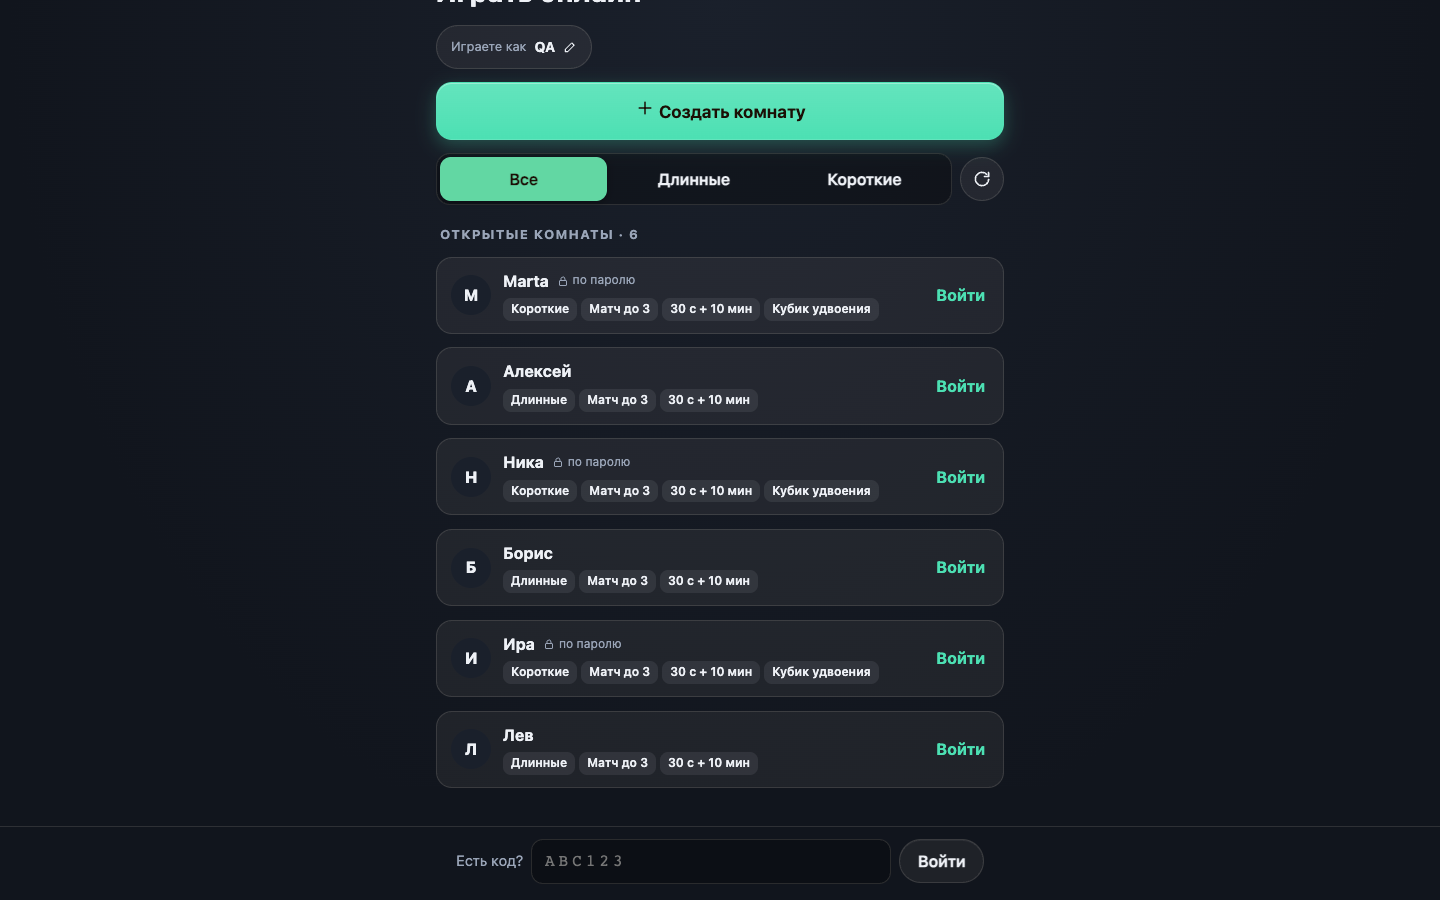 Играть онлайн
Играете как QA
+ Создать комнату
Все Длинные Короткие
ОТКРЫТЫЕ КОМНАТЫ · 6
M
Marta по паролю
Короткие Матч до 3 30 с + 10 мин Кубик удвоения
Войти
А
Алексей
Длинные Матч до 3 30 с + 10 мин
Войти
Н
Ника по паролю
Короткие Матч до 3 30 с + 10 мин Кубик удвоения
Войти
Б
Борис
Длинные Матч до 3 30 с + 10 мин
Войти
И
Ира по паролю
Короткие Матч до 3 30 с + 10 мин Кубик удвоения
Войти
Л
Лев
Длинные Матч до 3 30 с + 10 мин
Войти
Есть код? ABC123 Войти